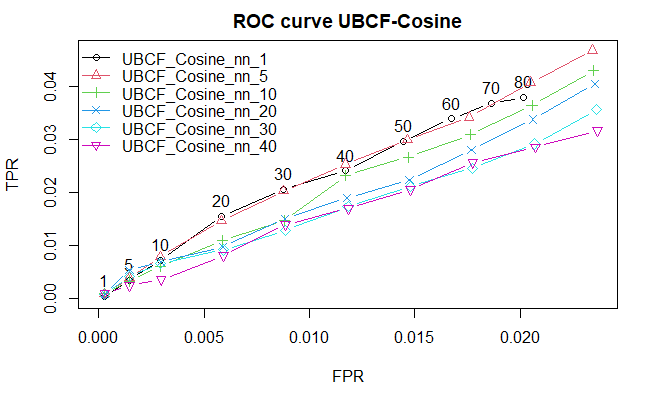 ROC curve UBCF-Cosine
UBCF_Cosine_nn_1
UBCF_Cosine_nn_5
UBCF_Cosine_nn_10
UBCF_Cosine_nn_20
UBCF_Cosine_nn_30
UBCF_Cosine_nn_40
1 5 10 20 30 40 50 60 70 80
TPR
0.04
0.03
0.02
0.01
0.00
0.000 0.005 0.010 0.015 0.020
FPR